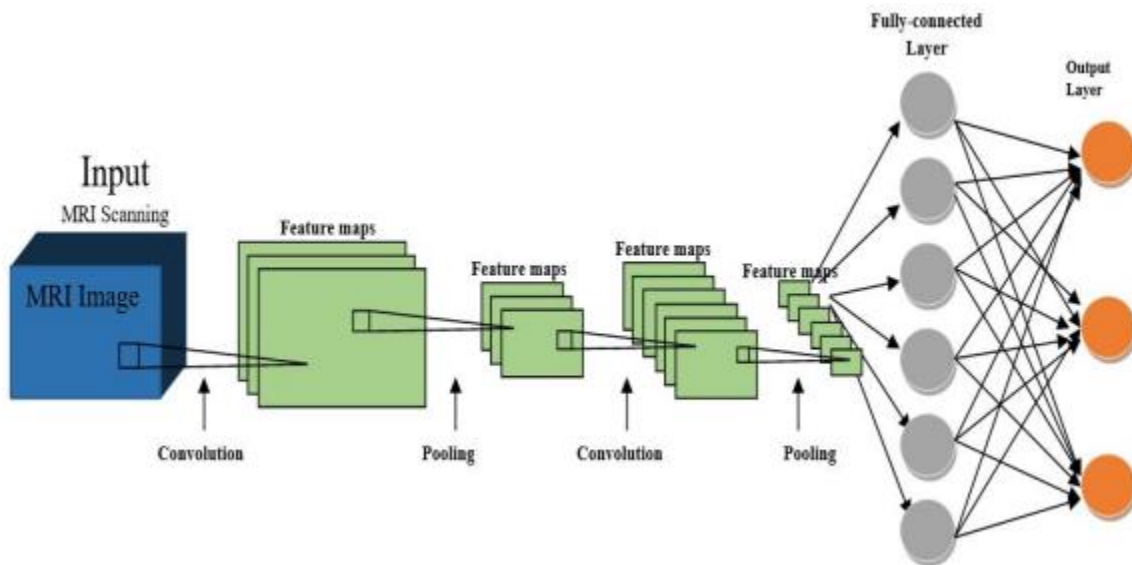 Fully-connected
Layer
Output
Layer
Input
MRI Scanning
Feature maps
Feature maps
Feature maps
Feature maps
MRI Image
Convolution
Pooling
Convolution
Pooling